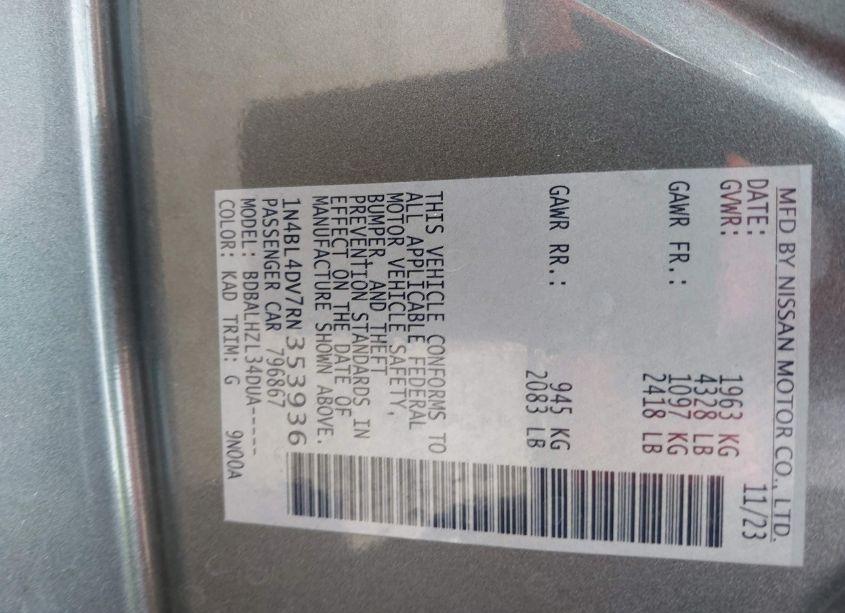 MFD BY NISSAN MOTOR CO., LTD.
DATE: 11/23
GVWR: 1963 KG
4328 LB
GAWR FR.: 1097 KG
2418 LB
GAWR RR.: 945 KG
2083 LB
THIS VEHICLE CONFORMS TO
ALL APPLICABLE FEDERAL
MOTOR VEHICLE SAFETY,
BUMPER, AND THEFT
PREVENTION STANDARDS IN
EFFECT ON THE DATE OF
MANUFACTURE SHOWN ABOVE.
1N4BL4DV7RN353936
PASSENGER CAR 796867
MODEL: BDBALHZL34DUA-----
COLOR: KAD TRIM: G 9N00A